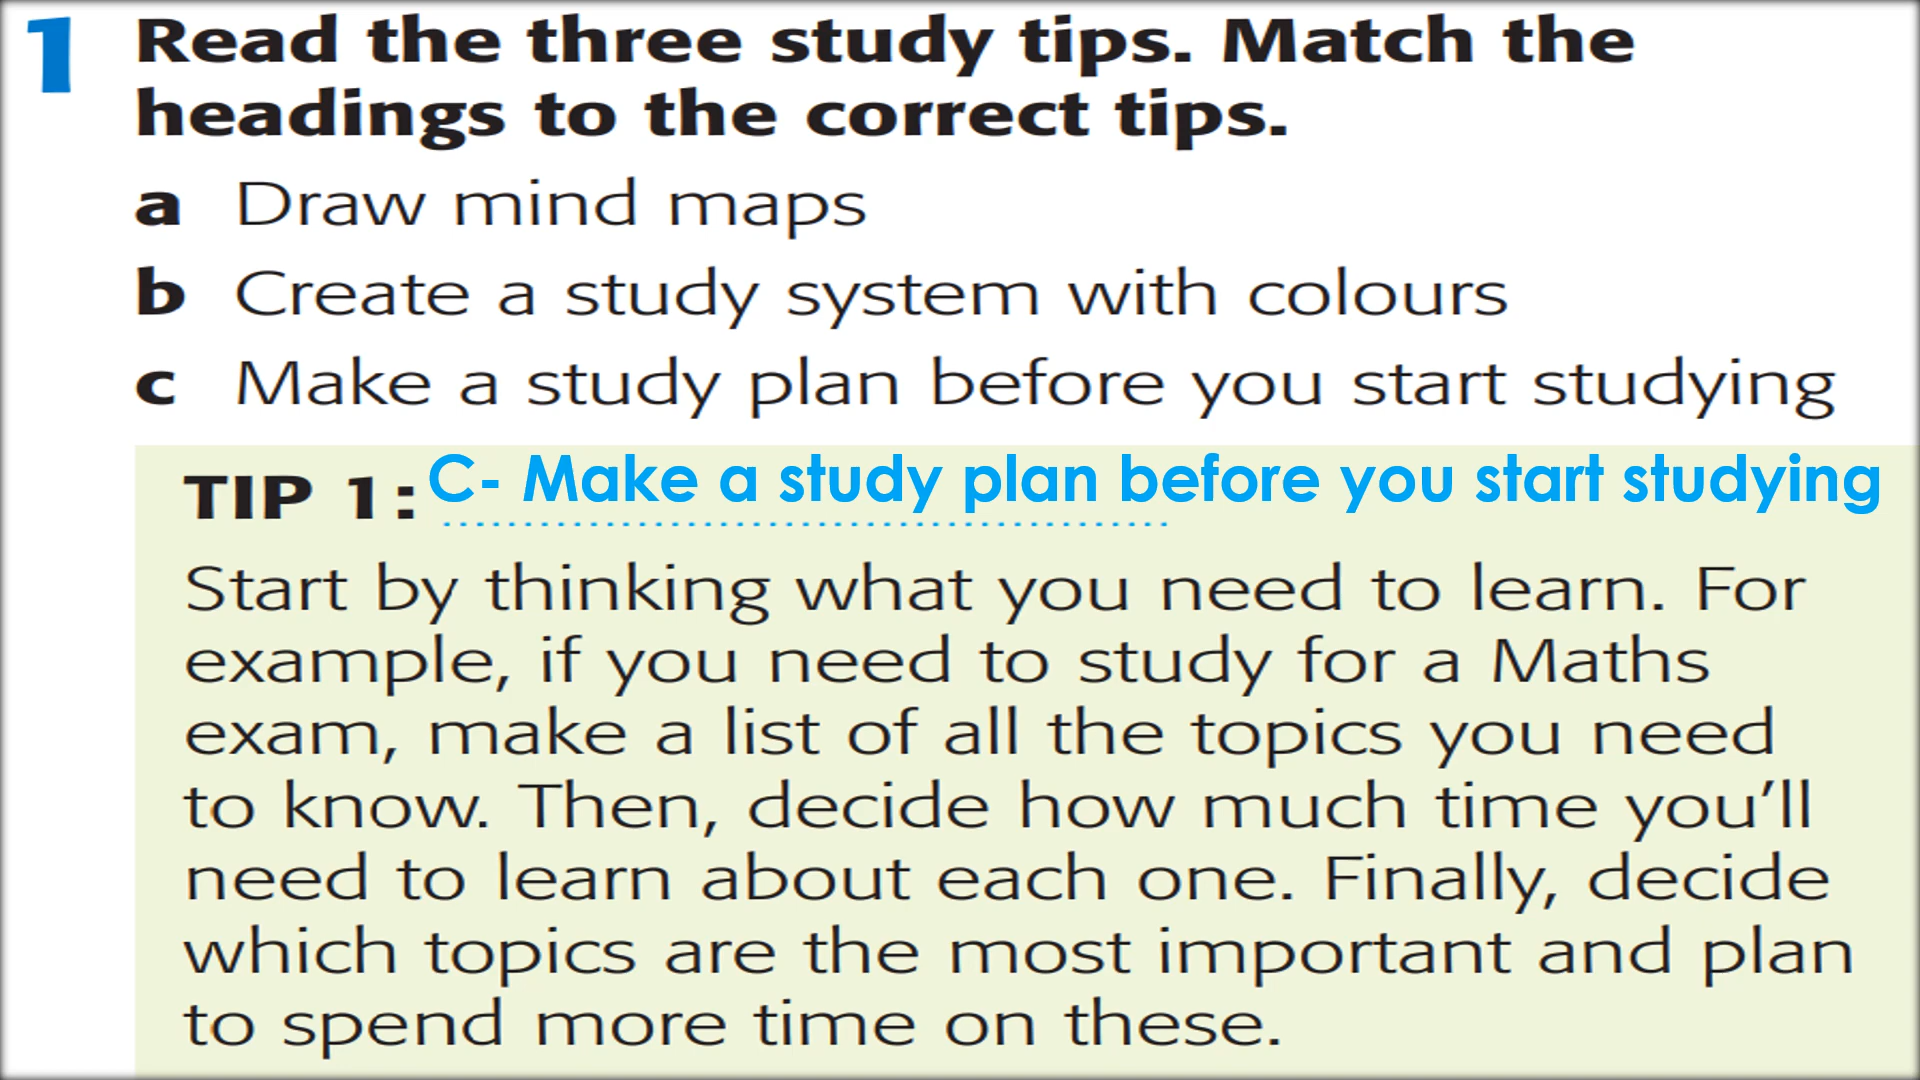 1 Read the three study tips. Match the
headings to the correct tips.
a Draw mind maps
b Create a study system with colours
c Make a study plan before you start studying
TIP 1: C- Make a study plan before you start studying
Start by thinking what you need to learn. For
example, if you need to study for a Maths
exam, make a list of all the topics you need
to know. Then, decide how much time you’ll
need to learn about each one. Finally, decide
which topics are the most important and plan
to spend more time on these.